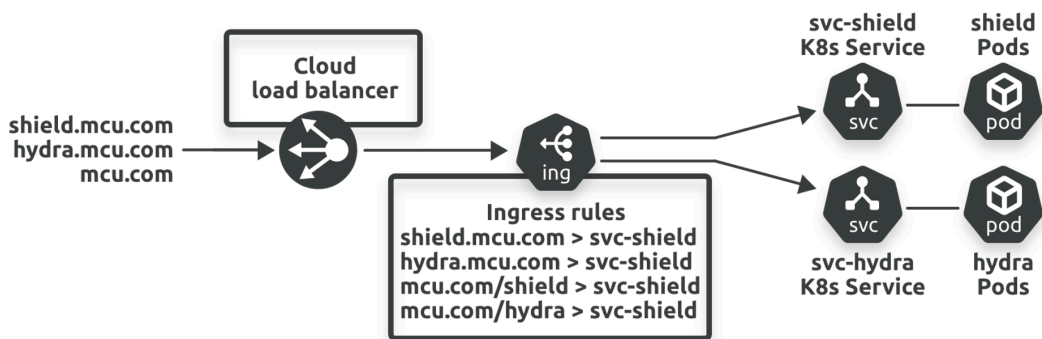 shield.mcu.com
hydra.mcu.com
mcu.com
Cloud
load balancer
ing
Ingress rules
shield.mcu.com > svc-shield
hydra.mcu.com > svc-shield
mcu.com/shield > svc-shield
mcu.com/hydra > svc-shield
svc-shield
K8s Service
svc
shield
Pods
pod
svc
svc-hydra
K8s Service
pod
hydra
Pods